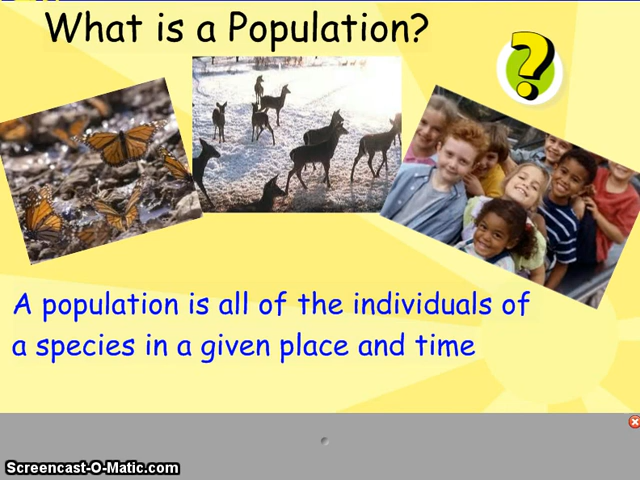 What is a Population?
?
A population is all of the individuals of
a species in a given place and time
Screencast-O-Matic.com